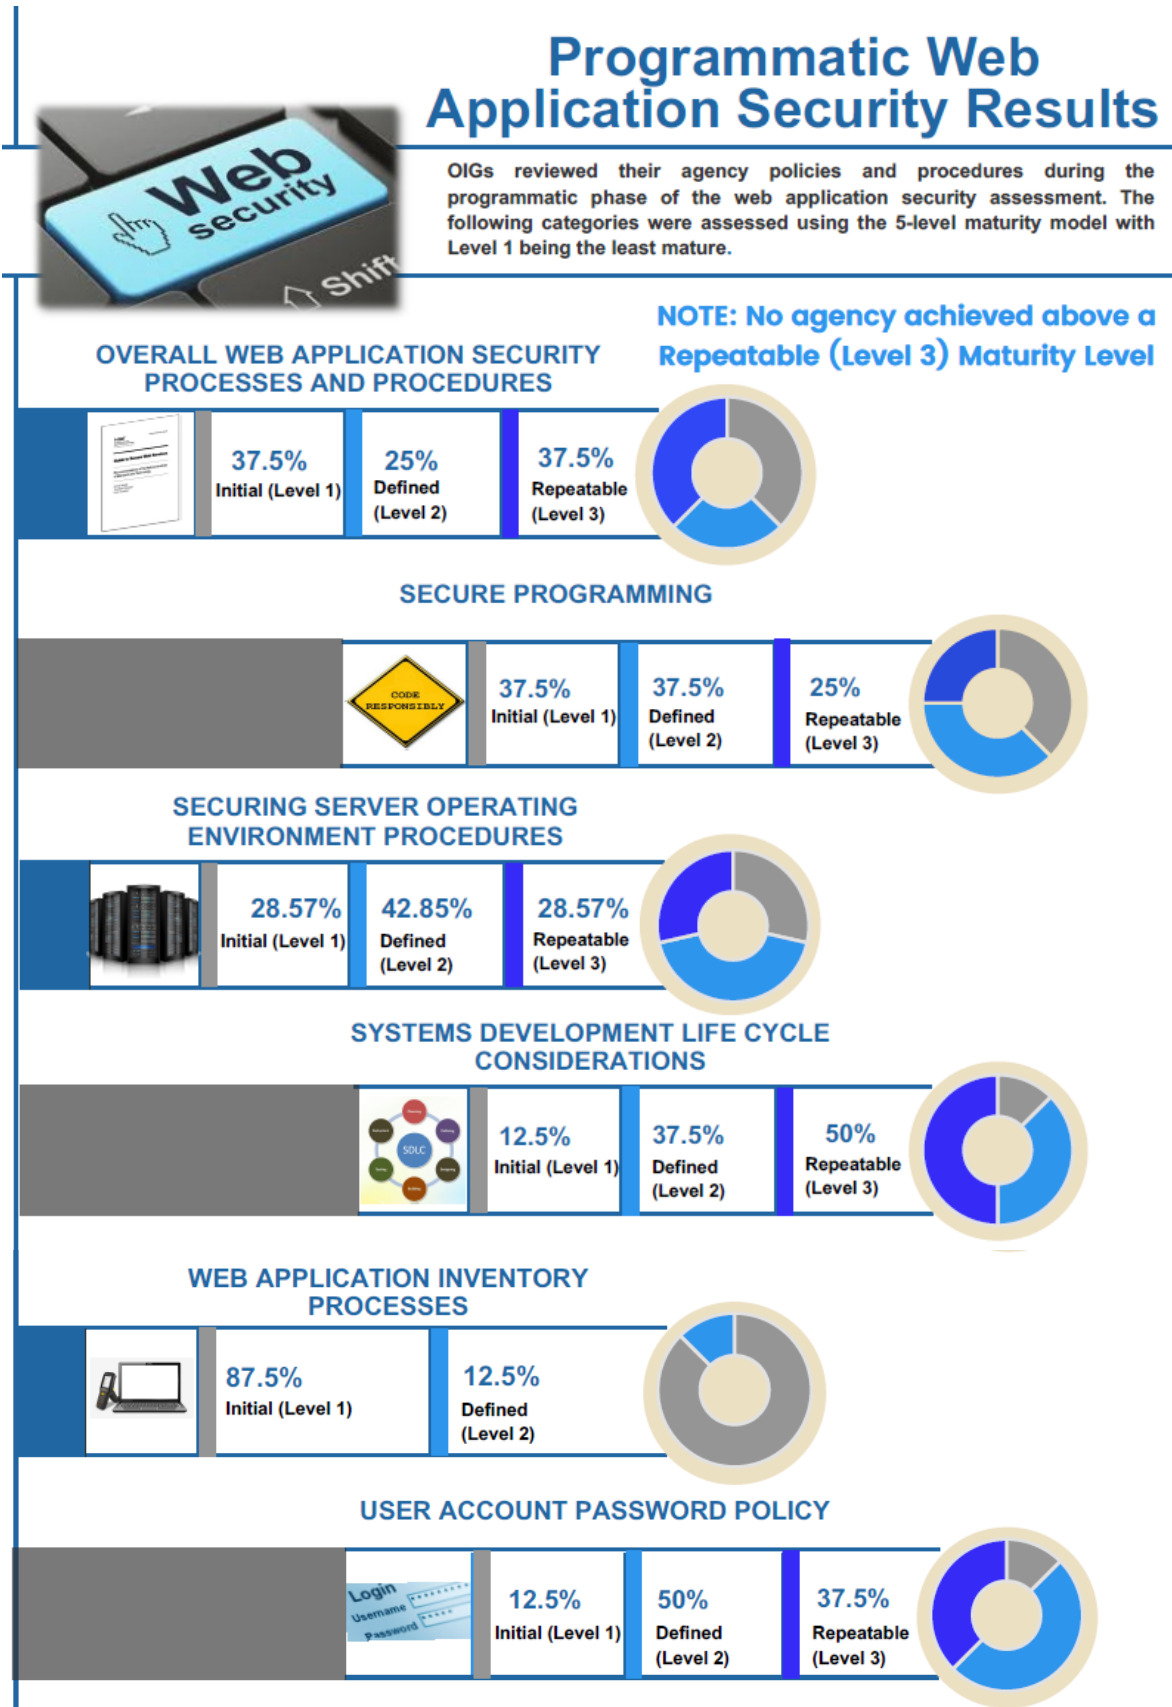 Programmatic Web
Application Security Results
Web
security
Shift
OIGs reviewed their agency policies and procedures during the
programmatic phase of the web application security assessment. The
following categories were assessed using the 5-level maturity model with
Level 1 being the least mature.
NOTE: No agency achieved above a
Repeatable (Level 3) Maturity Level
OVERALL WEB APPLICATION SECURITY
PROCESSES AND PROCEDURES
37.5%
Initial (Level 1)
25%
Defined
(Level 2)
37.5%
Repeatable
(Level 3)
SECURE PROGRAMMING
CODE
RESPONSIBLY
37.5%
Initial (Level 1)
37.5%
Defined
(Level 2)
25%
Repeatable
(Level 3)
SECURING SERVER OPERATING
ENVIRONMENT PROCEDURES
28.57%
Initial (Level 1)
42.85%
Defined
(Level 2)
28.57%
Repeatable
(Level 3)
SYSTEMS DEVELOPMENT LIFE CYCLE
CONSIDERATIONS
SDLC
12.5%
Initial (Level 1)
37.5%
Defined
(Level 2)
50%
Repeatable
(Level 3)
WEB APPLICATION INVENTORY
PROCESSES
87.5%
Initial (Level 1)
12.5%
Defined
(Level 2)
USER ACCOUNT PASSWORD POLICY
Login
Username
Password
12.5%
Initial (Level 1)
50%
Defined
(Level 2)
37.5%
Repeatable
(Level 3)